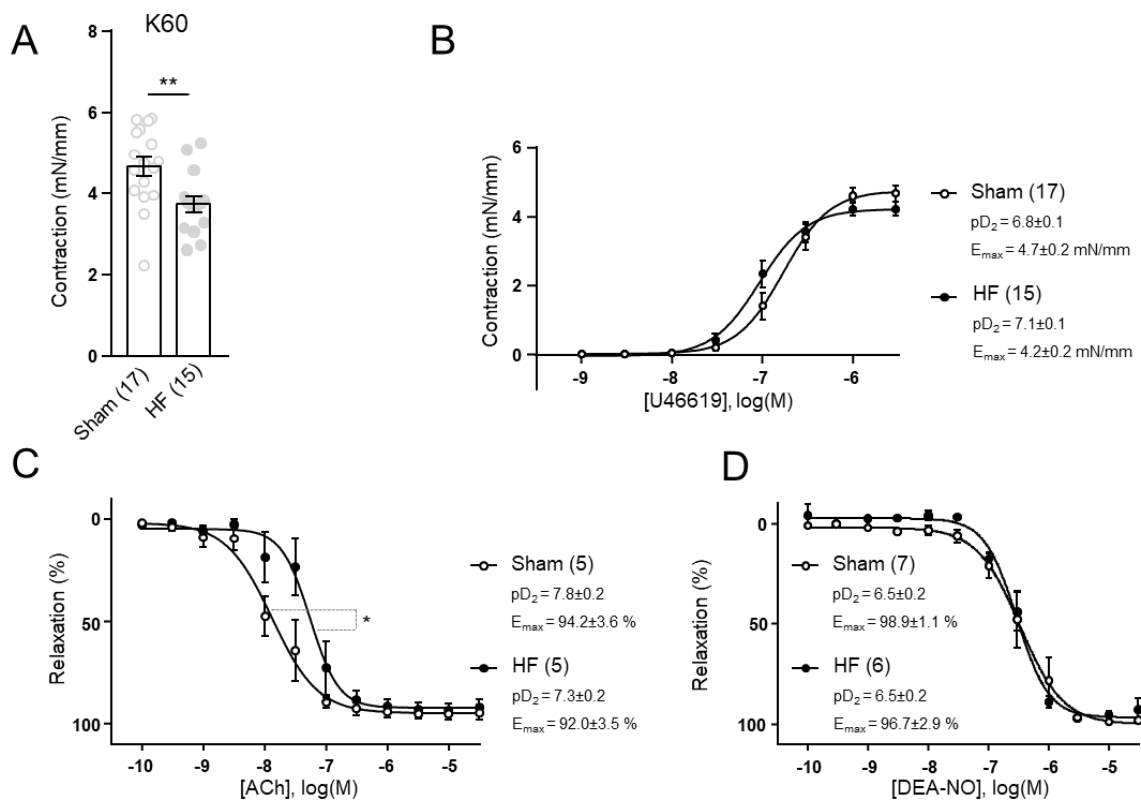 A
K60
8
6
4
2
0
**
Contraction (mN/mm)
Sham (17)
HF (15)
B
6
4
2
0
Contraction (mN/mm)
-9
-8
-7
-6
[U46619], log(M)
Sham (17)
pD₂ = 6.8±0.1
Eₘₐₓ = 4.7±0.2 mN/mm
HF (15)
pD₂ = 7.1±0.1
Eₘₐₓ = 4.2±0.2 mN/mm
C
0
50
100
Relaxation (%)
-10
-9
-8
-7
-6
-5
[ACh], log(M)
*
Sham (5)
pD₂ = 7.8±0.2
Eₘₐₓ = 94.2±3.6 %
HF (5)
pD₂ = 7.3±0.2
Eₘₐₓ = 92.0±3.5 %
D
0
50
100
Relaxation (%)
-10
-9
-8
-7
-6
-5
[DEA-NO], log(M)
Sham (7)
pD₂ = 6.5±0.2
Eₘₐₓ = 98.9±1.1 %
HF (6)
pD₂ = 6.5±0.2
Eₘₐₓ = 96.7±2.9 %